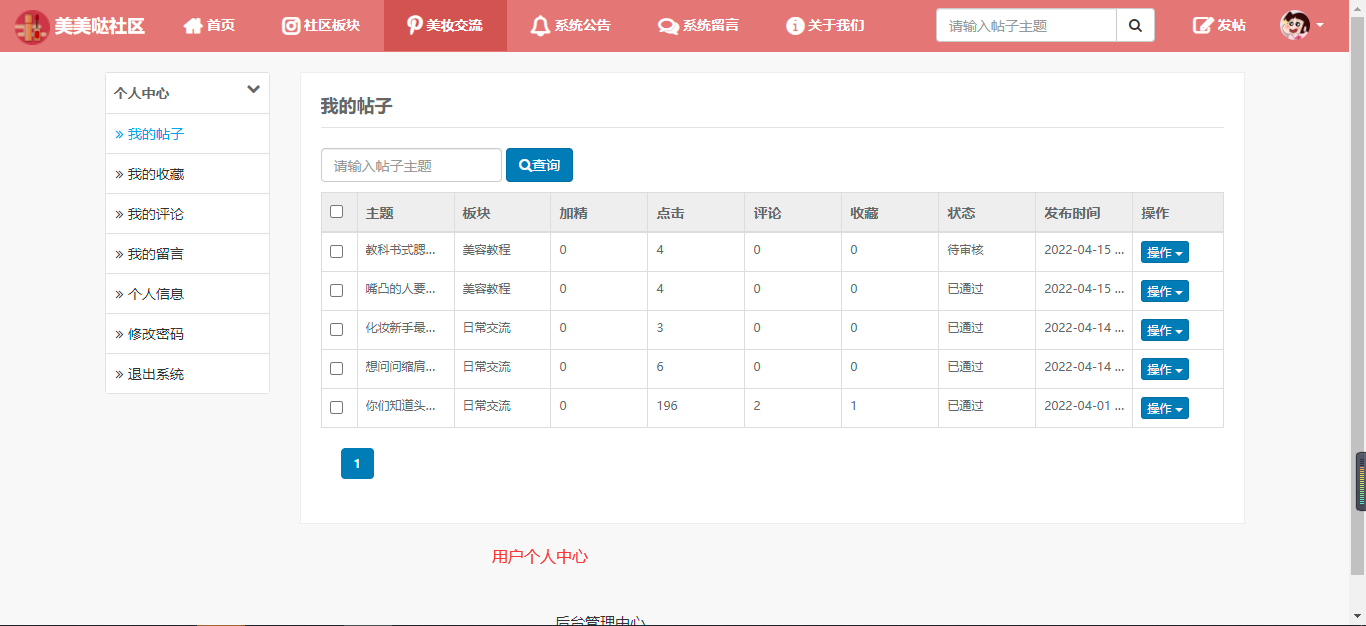 美美哒社区 首页 社区板块 美妆交流 系统公告 系统留言 关于我们 请输入帖子主题 发帖
个人中心
» 我的帖子
» 我的收藏
» 我的评论
» 我的留言
» 个人信息
» 修改密码
» 退出系统
我的帖子
请输入帖子主题 查询
主题 板块 加精 点击 评论 收藏 状态 发布时间 操作
教科书式腮... 美容教程 0 4 0 0 待审核 2022-04-15 ... 操作
嘴凸的人要... 美容教程 0 4 0 0 已通过 2022-04-15 ... 操作
化妆新手最... 日常交流 0 3 0 0 已通过 2022-04-14 ... 操作
想问问缩肩... 日常交流 0 6 0 0 已通过 2022-04-14 ... 操作
你们知道头... 日常交流 0 196 2 1 已通过 2022-04-01 ... 操作
1
用户个人中心
后台管理中心